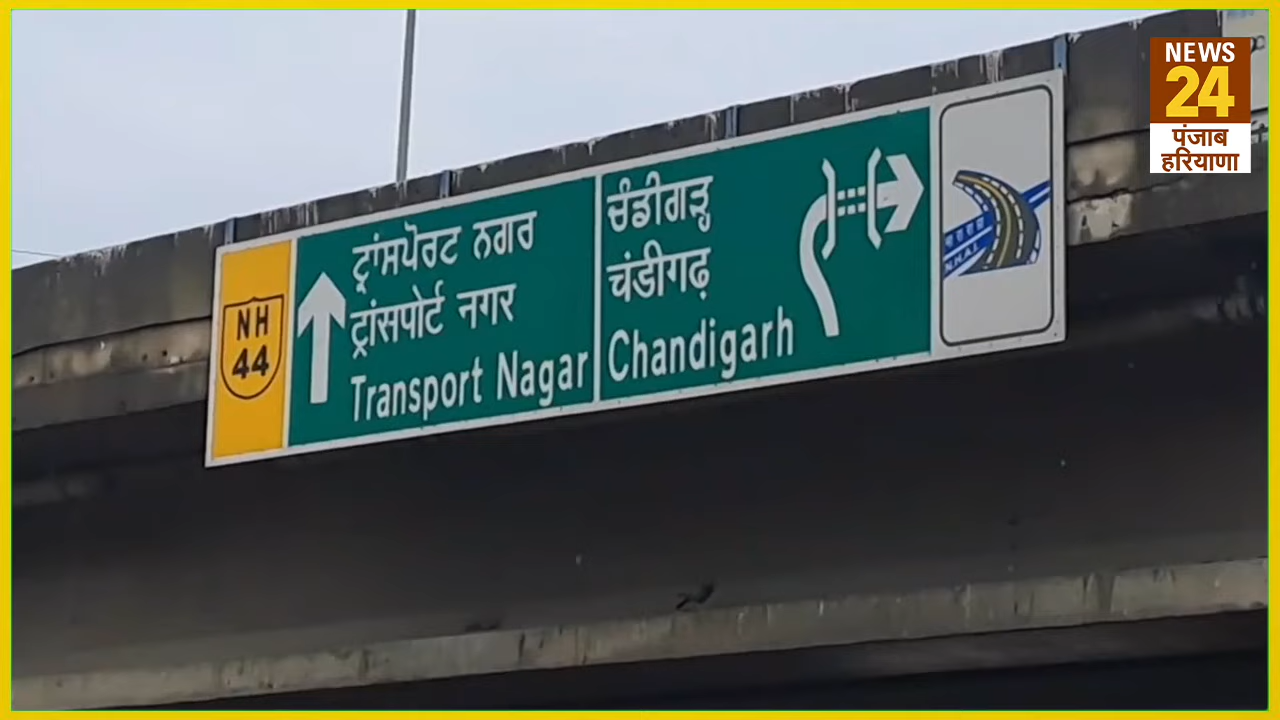 NH
44
ਟ੍ਰਾਂਸਪੋਰਟ ਨਗਰ
ट्रांसपोर्ट नगर
Transport Nagar
ਚੰਡੀਗੜ੍ਹ
चंडीगढ़
Chandigarh
N.H.A.I.
NEWS
24
पंजाब
हरियाणा